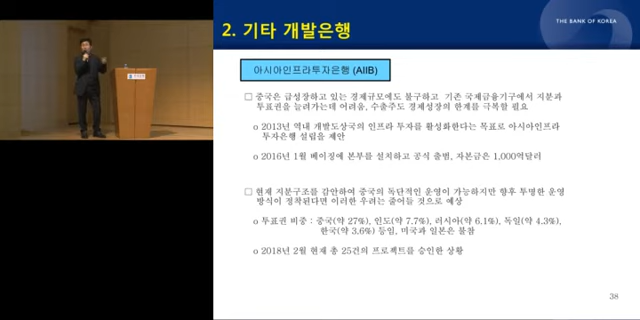 THE BANK OF KOREA
2. 기타 개발은행
아시아인프라투자은행 (AIIB)
□ 중국은 급성장하고 있는 경제규모에도 불구하고 기존 국제금융기구에서 지분과
투표권을 늘려가는데 어려움, 수출주도 경제성장의 한계를 극복할 필요
o 2013년 역내 개발도상국의 인프라 투자를 활성화한다는 목표로 아시아인프라
투자은행 설립을 제안
o 2016년 1월 베이징에 본부를 설치하고 공식 출범, 자본금은 1,000억달러
□ 현재 지분구조를 감안하여 중국의 독단적인 운영이 가능하지만 향후 투명한 운영
방식이 정착된다면 이러한 우려는 줄어들 것으로 예상
o 투표권 비중 : 중국(약 27%), 인도(약 7.7%), 러시아(약 6.1%), 독일(약 4.3%),
한국(약 3.6%) 등임, 미국과 일본은 불참
o 2018년 2월 현재 총 25건의 프로젝트를 승인한 상황
38